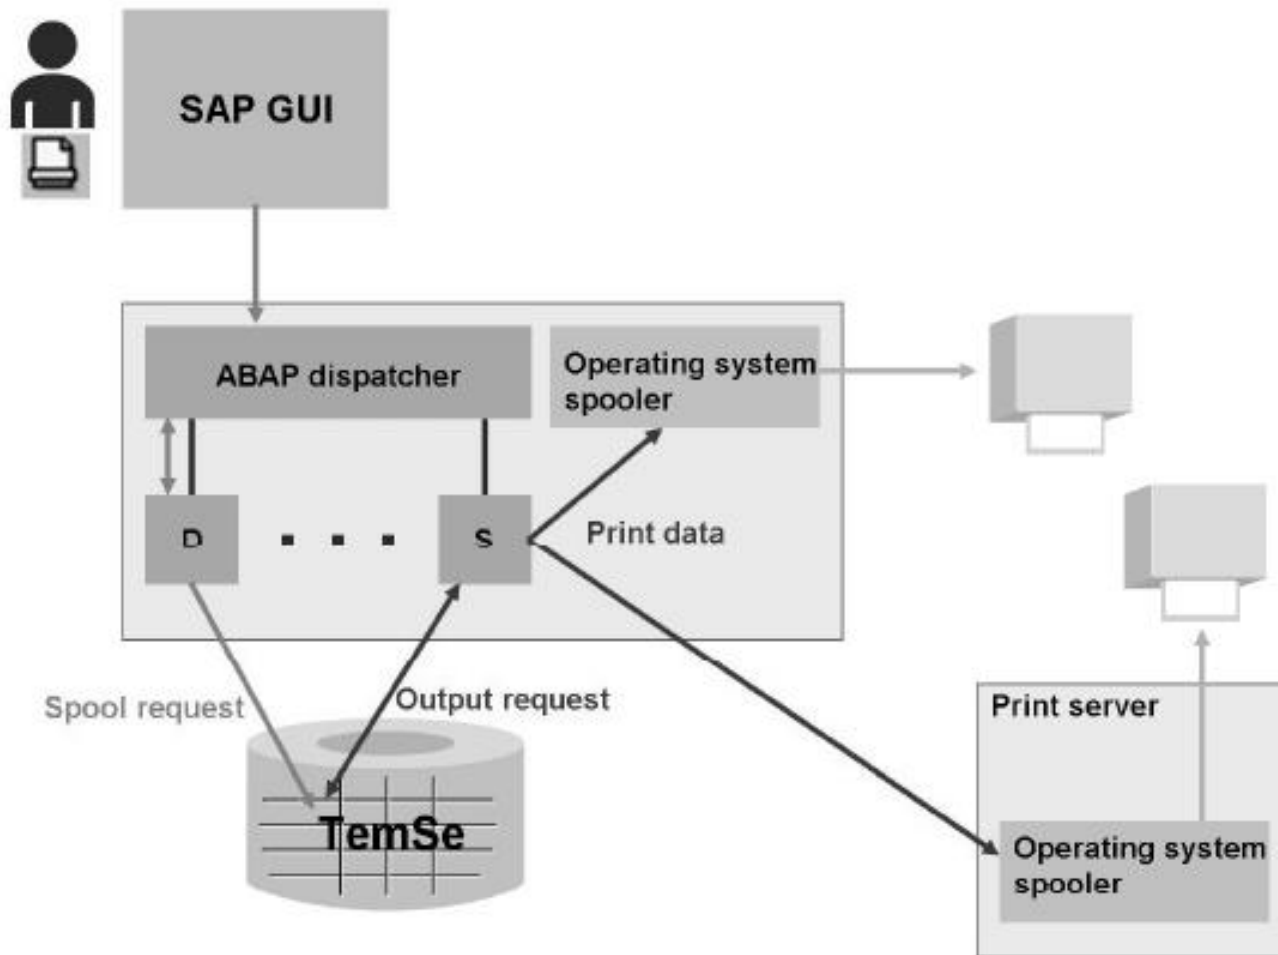 SAP GUI
ABAP dispatcher
Operating system
spooler
D
S
Print data
Spool request
Output request
TemSe
Print server
Operating system
spooler